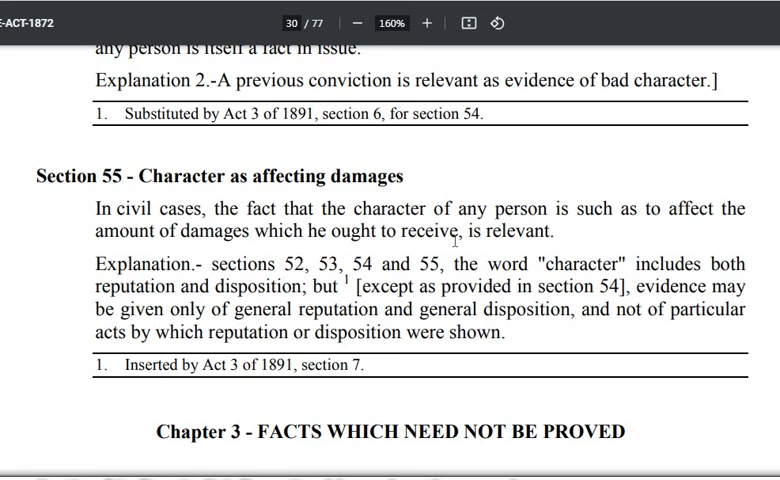 E-ACT-1872
30 / 77
160%
any person is itself a fact in issue.
Explanation 2.-A previous conviction is relevant as evidence of bad character.]
1. Substituted by Act 3 of 1891, section 6, for section 54.
Section 55 - Character as affecting damages
In civil cases, the fact that the character of any person is such as to affect the
amount of damages which he ought to receive, is relevant.
Explanation.- sections 52, 53, 54 and 55, the word "character" includes both
reputation and disposition; but 1 [except as provided in section 54], evidence may
be given only of general reputation and general disposition, and not of particular
acts by which reputation or disposition were shown.
1. Inserted by Act 3 of 1891, section 7.
Chapter 3 - FACTS WHICH NEED NOT BE PROVED